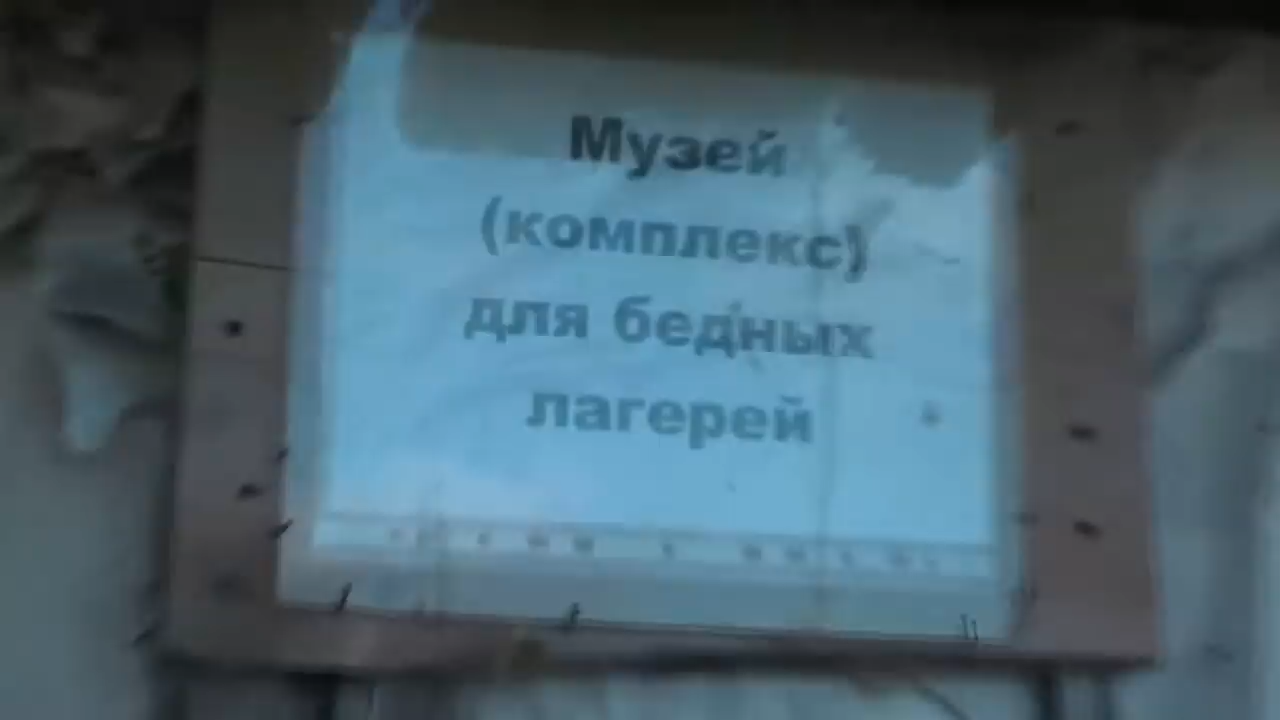 Музей
(комплекс)
для бедных
лагерей